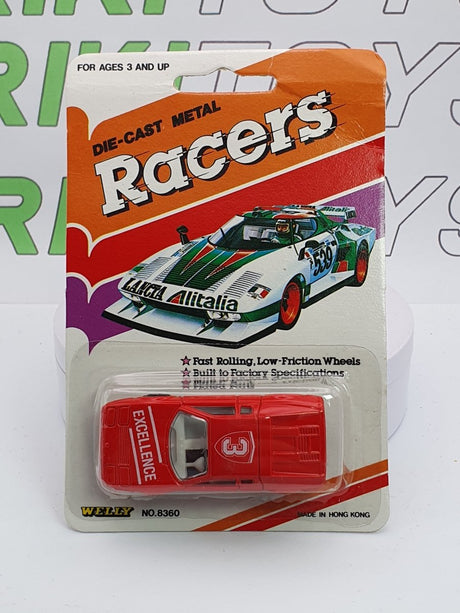 FOR AGES 3 AND UP
DIE-CAST METAL
Racers
599
LANCIA Alitalia
☆ Fast Rolling, Low-Friction Wheels
☆ Built to Factory Specifications
EXCELLENCE
3
WELLY NO.8360
MADE IN HONG KONG